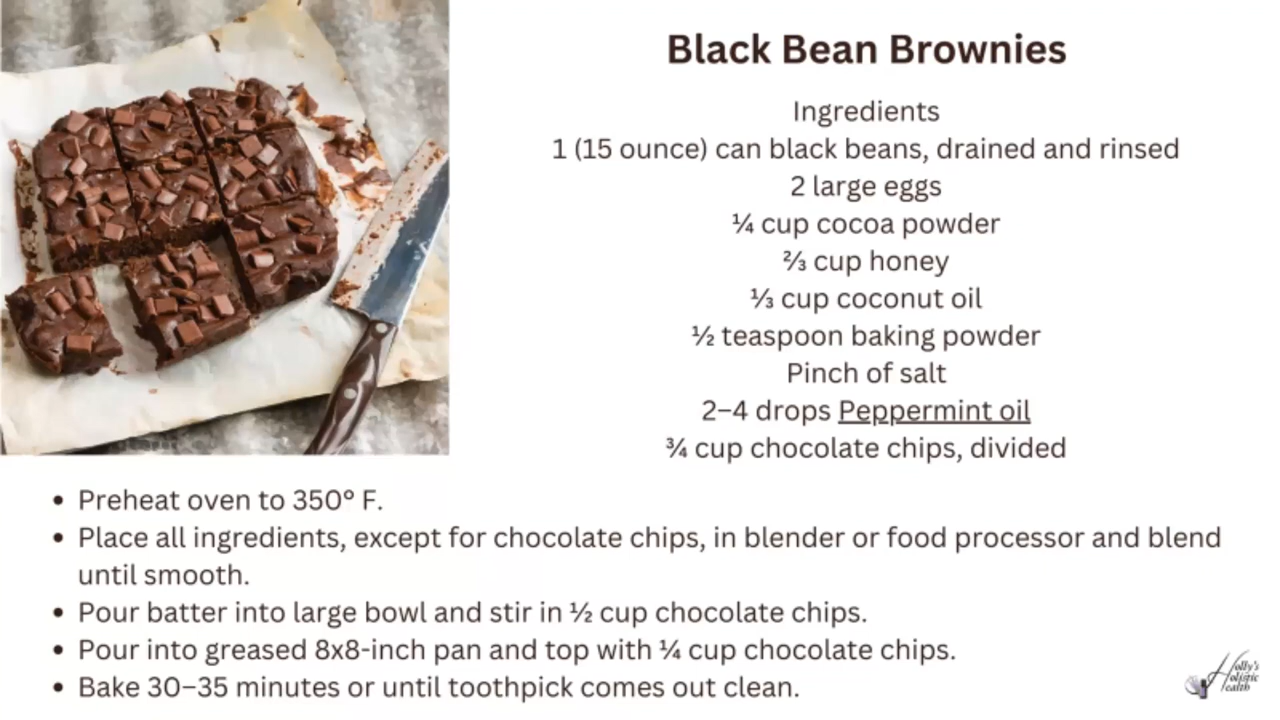 Black Bean Brownies
Ingredients
1 (15 ounce) can black beans, drained and rinsed
2 large eggs
¼ cup cocoa powder
⅔ cup honey
⅓ cup coconut oil
½ teaspoon baking powder
Pinch of salt
2–4 drops Peppermint oil
¾ cup chocolate chips, divided
• Preheat oven to 350° F.
• Place all ingredients, except for chocolate chips, in blender or food processor and blend
until smooth.
• Pour batter into large bowl and stir in ½ cup chocolate chips.
• Pour into greased 8x8-inch pan and top with ¼ cup chocolate chips.
• Bake 30–35 minutes or until toothpick comes out clean.
Holly's
Holistic
Health